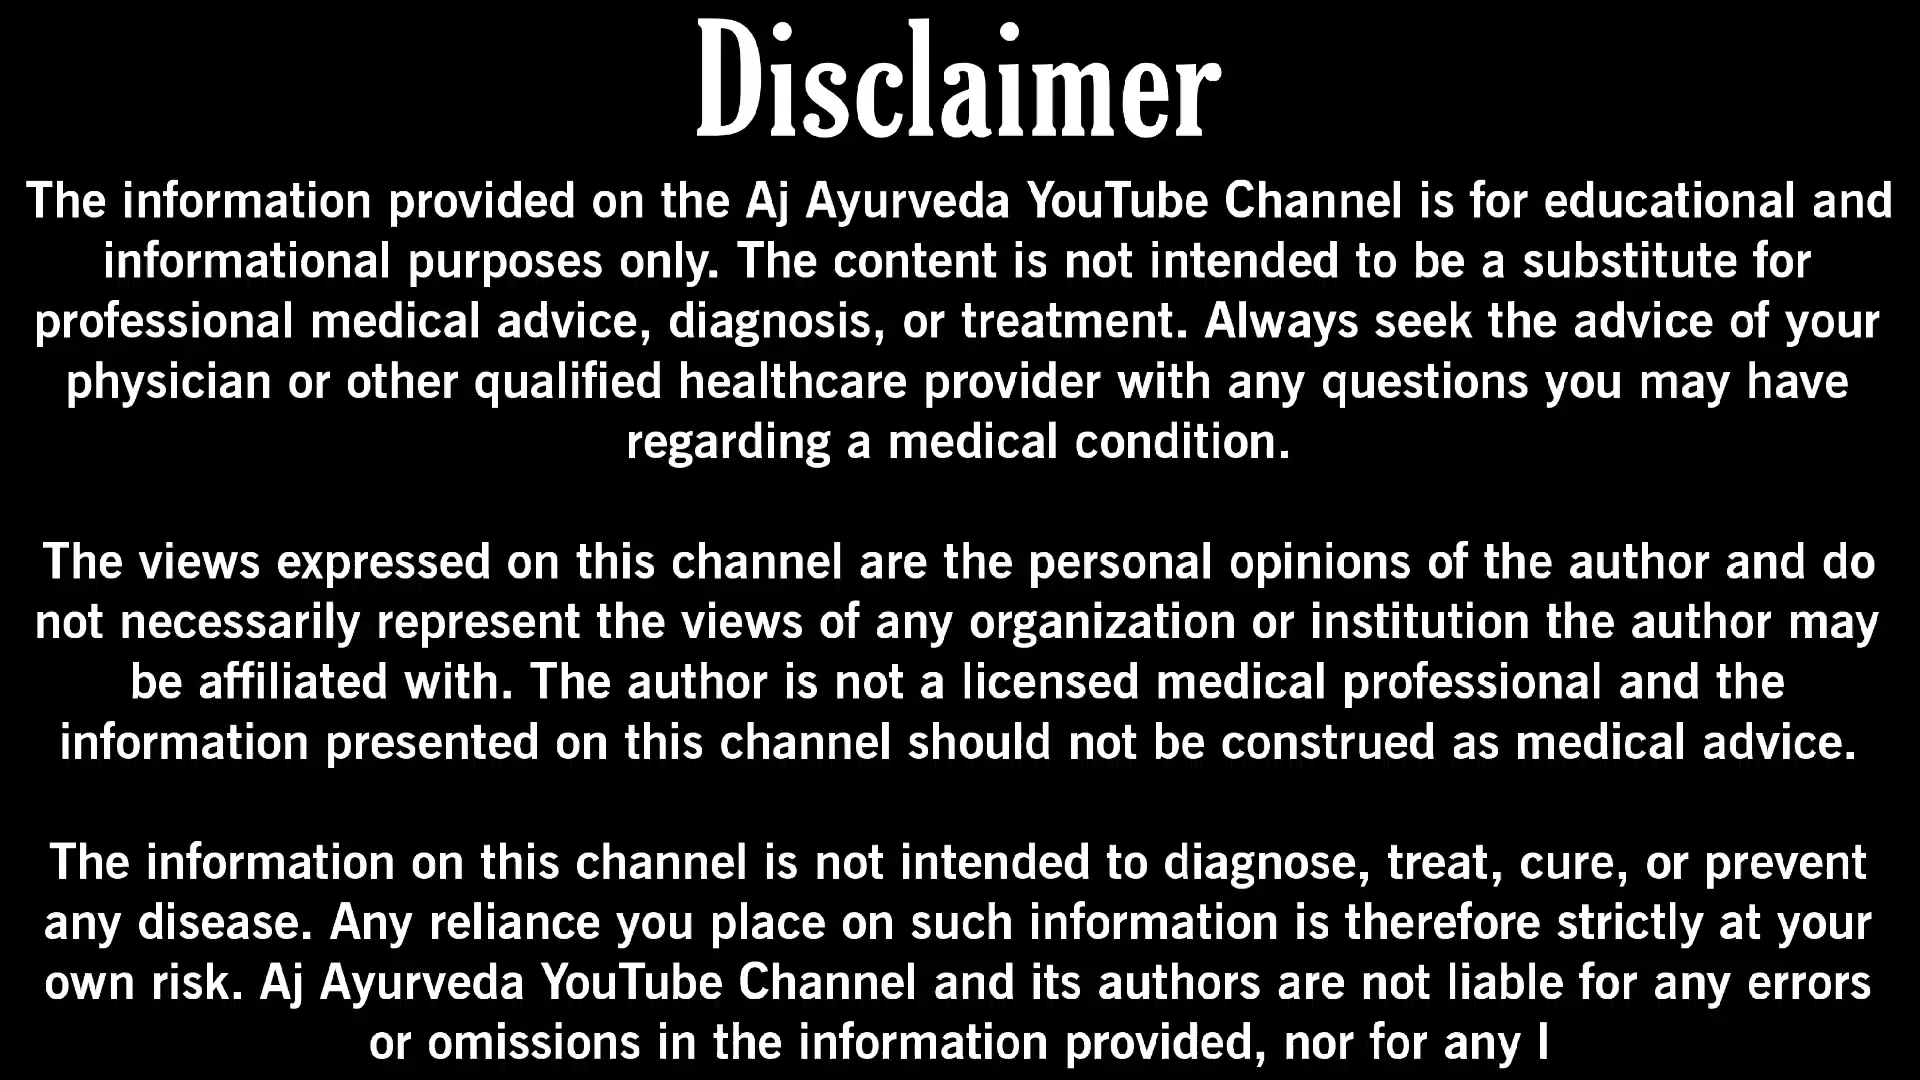 Disclaimer
The information provided on the Aj Ayurveda YouTube Channel is for educational and
informational purposes only. The content is not intended to be a substitute for
professional medical advice, diagnosis, or treatment. Always seek the advice of your
physician or other qualified healthcare provider with any questions you may have
regarding a medical condition.
The views expressed on this channel are the personal opinions of the author and do
not necessarily represent the views of any organization or institution the author may
be affiliated with. The author is not a licensed medical professional and the
information presented on this channel should not be construed as medical advice.
The information on this channel is not intended to diagnose, treat, cure, or prevent
any disease. Any reliance you place on such information is therefore strictly at your
own risk. Aj Ayurveda YouTube Channel and its authors are not liable for any errors
or omissions in the information provided, nor for any l